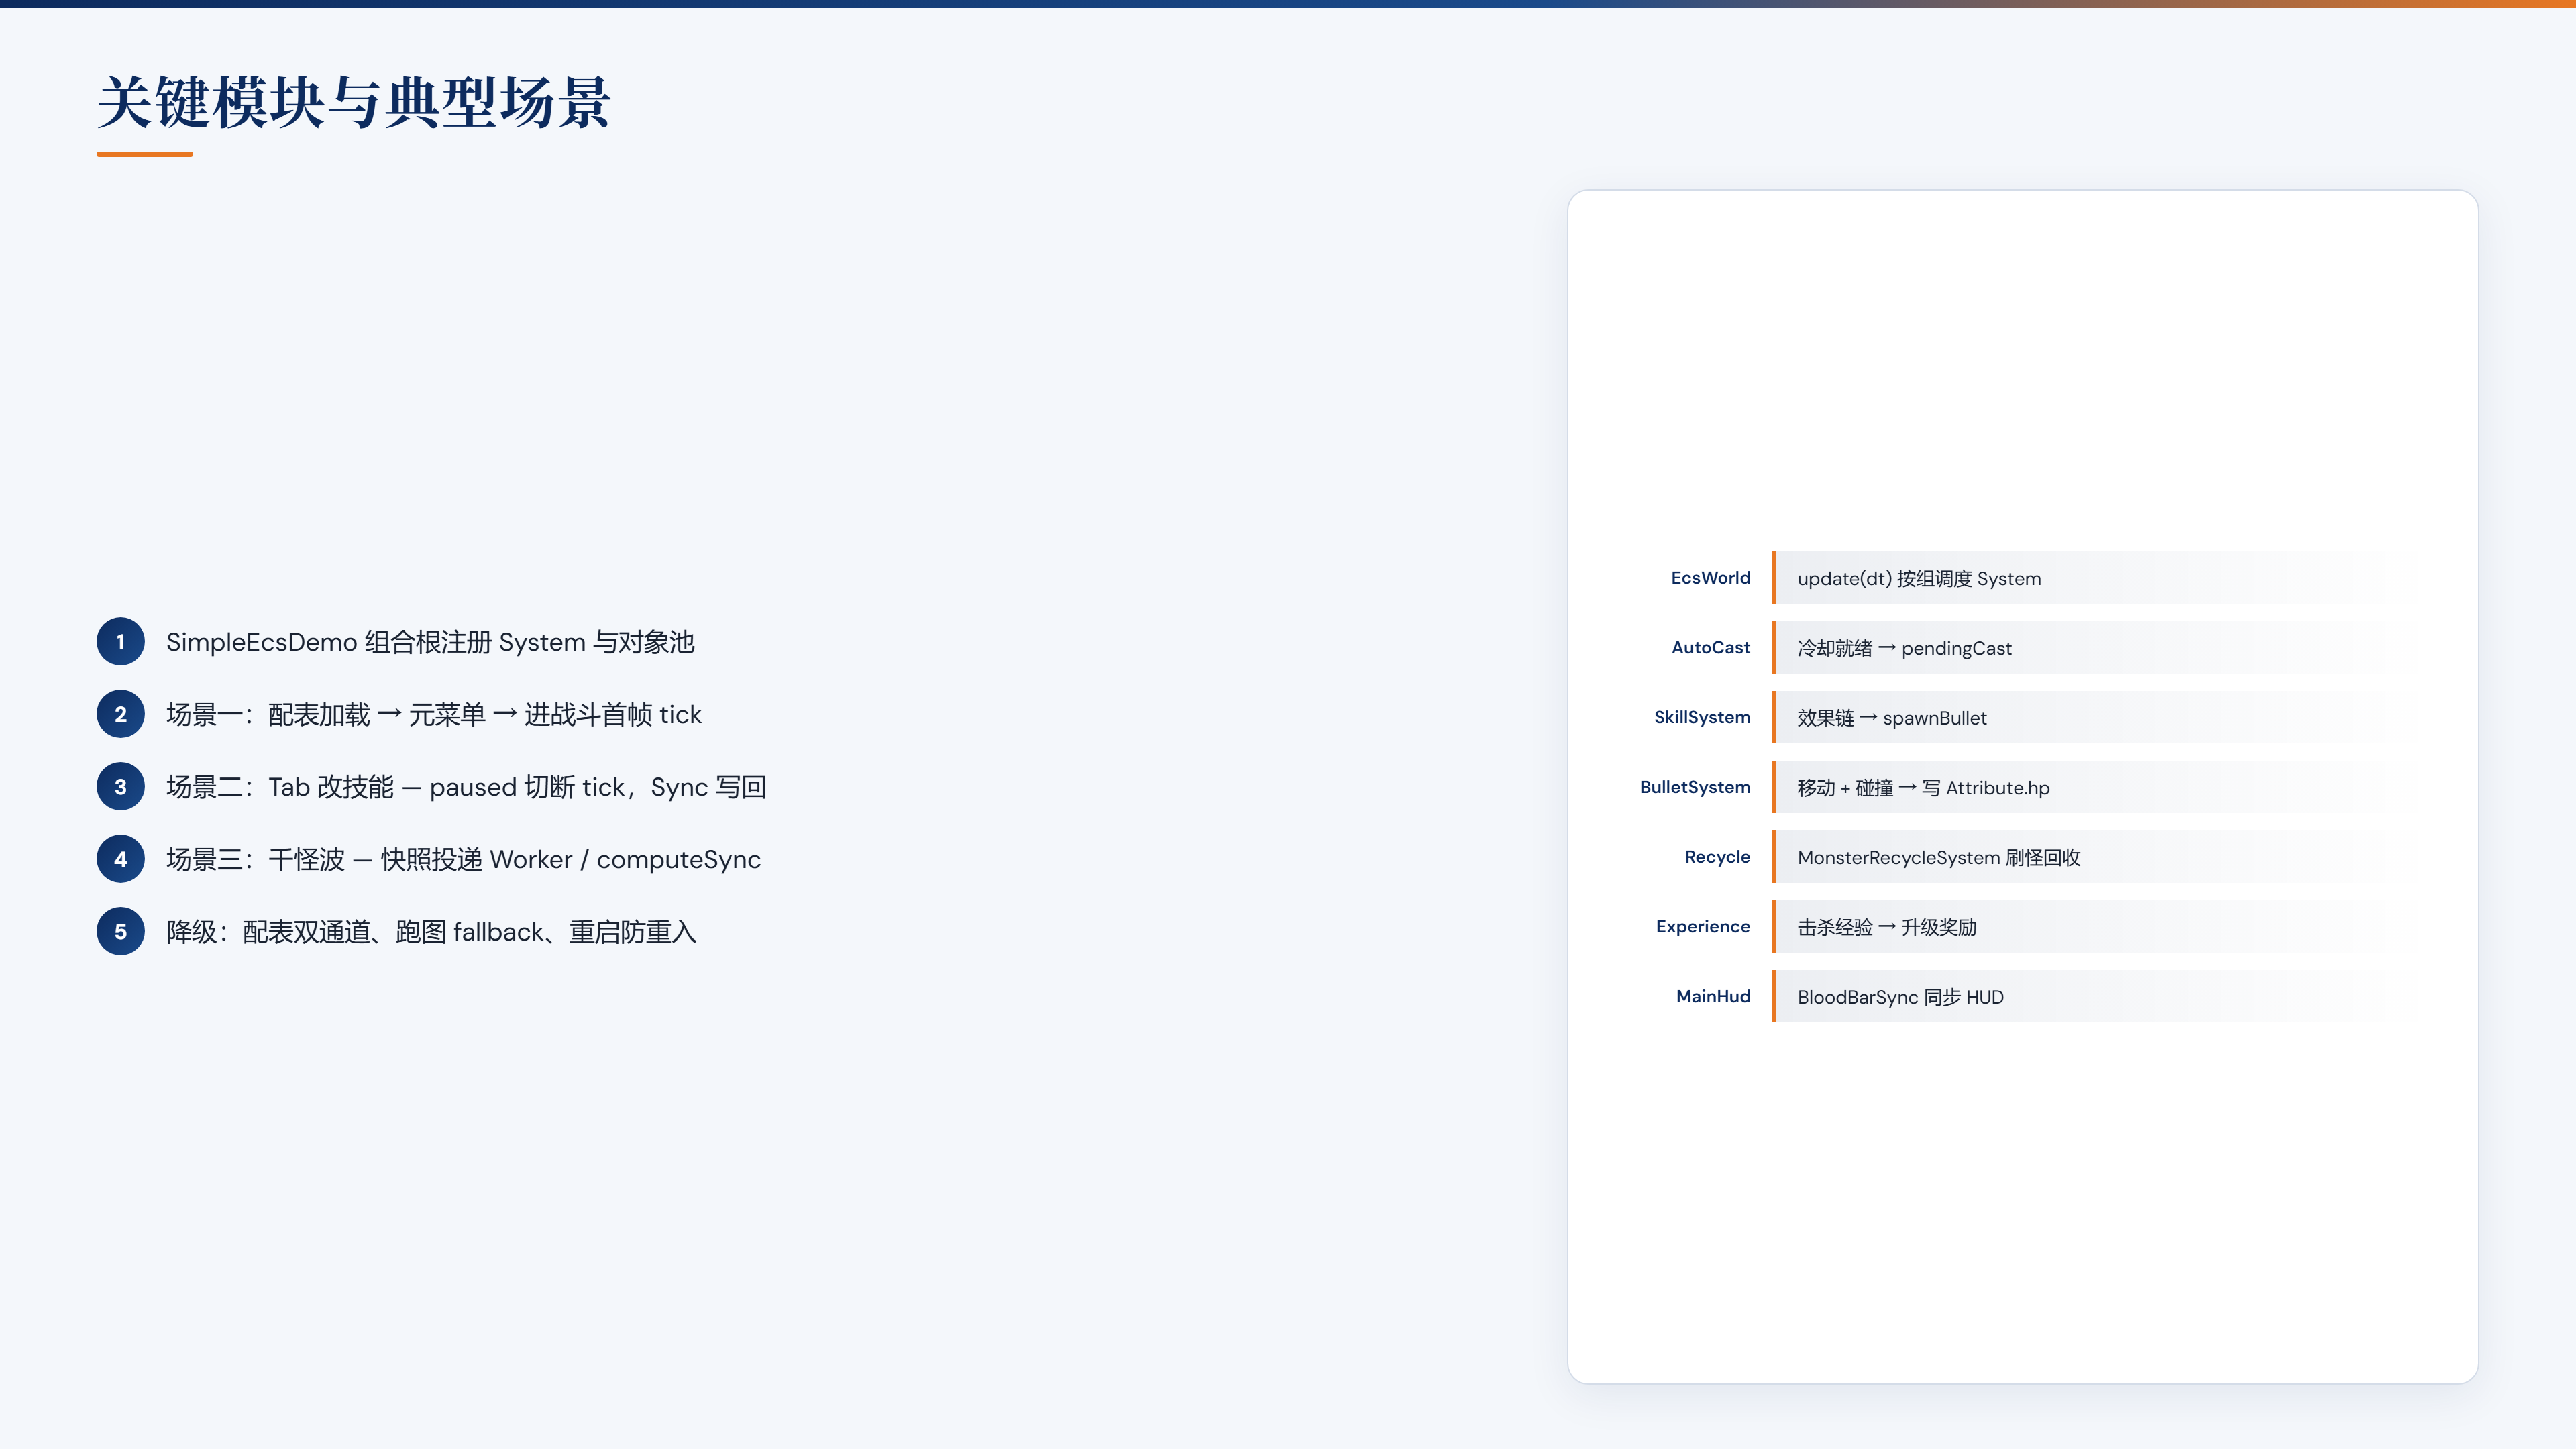 关键模块与典型场景
1 SimpleEcsDemo 组合根注册 System 与对象池
2 场景一：配表加载 → 元菜单 → 进战斗首帧 tick
3 场景二：Tab 改技能 — paused 切断 tick，Sync 写回
4 场景三：千怪波 — 快照投递 Worker / computeSync
5 降级：配表双通道、跑图 fallback、重启防重入
EcsWorld update(dt) 按组调度 System
AutoCast 冷却就绪 → pendingCast
SkillSystem 效果链 → spawnBullet
BulletSystem 移动 + 碰撞 → 写 Attribute.hp
Recycle MonsterRecycleSystem 刷怪回收
Experience 击杀经验 → 升级奖励
MainHud BloodBarSync 同步 HUD